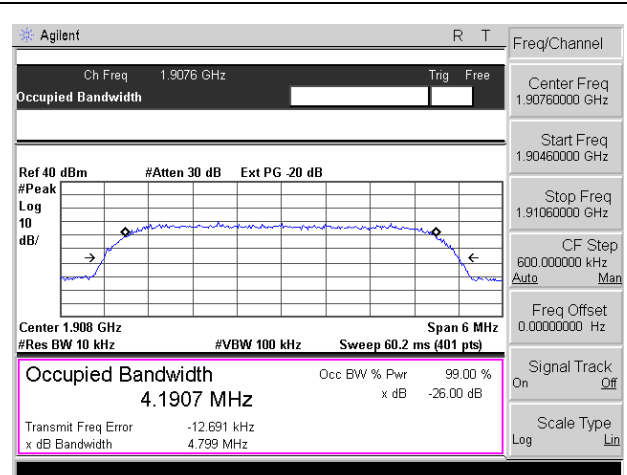 Agilent R T
Ch Freq 1.9076 GHz Trig Free
Occupied Bandwidth
Ref 40 dBm #Atten 30 dB Ext PG -20 dB
#Peak
Log
10
dB/
Center 1.908 GHz Span 6 MHz
#Res BW 10 kHz #VBW 100 kHz Sweep 60.2 ms (401 pts)
Occupied Bandwidth Occ BW % Pwr 99.00 %
4.1907 MHz x dB -26.00 dB
Transmit Freq Error -12.691 kHz
x dB Bandwidth 4.799 MHz
Freq/Channel
Center Freq
1.90760000 GHz
Start Freq
1.90460000 GHz
Stop Freq
1.91060000 GHz
CF Step
600.000000 kHz
Auto Man
Freq Offset
0.00000000 Hz
Signal Track
On Off
Scale Type
Log Lin